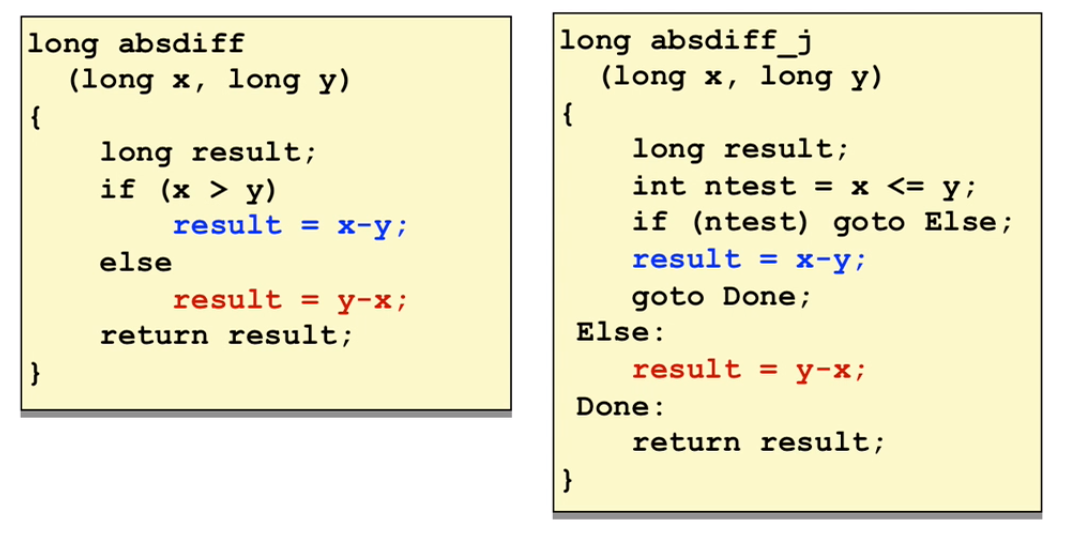 long absdiff
(long x, long y)
{
long result;
if (x > y)
result = x-y;
else
result = y-x;
return result;
}
long absdiff_j
(long x, long y)
{
long result;
int ntest = x <= y;
if (ntest) goto Else;
result = x-y;
goto Done;
Else:
result = y-x;
Done:
return result;
}